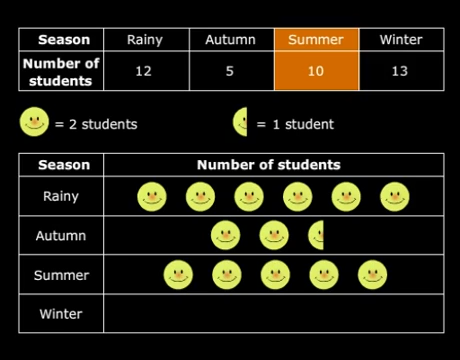 Season Rainy Autumn Summer Winter
Number of students 12 5 10 13
= 2 students = 1 student
Season Number of students
Rainy
Autumn
Summer
Winter